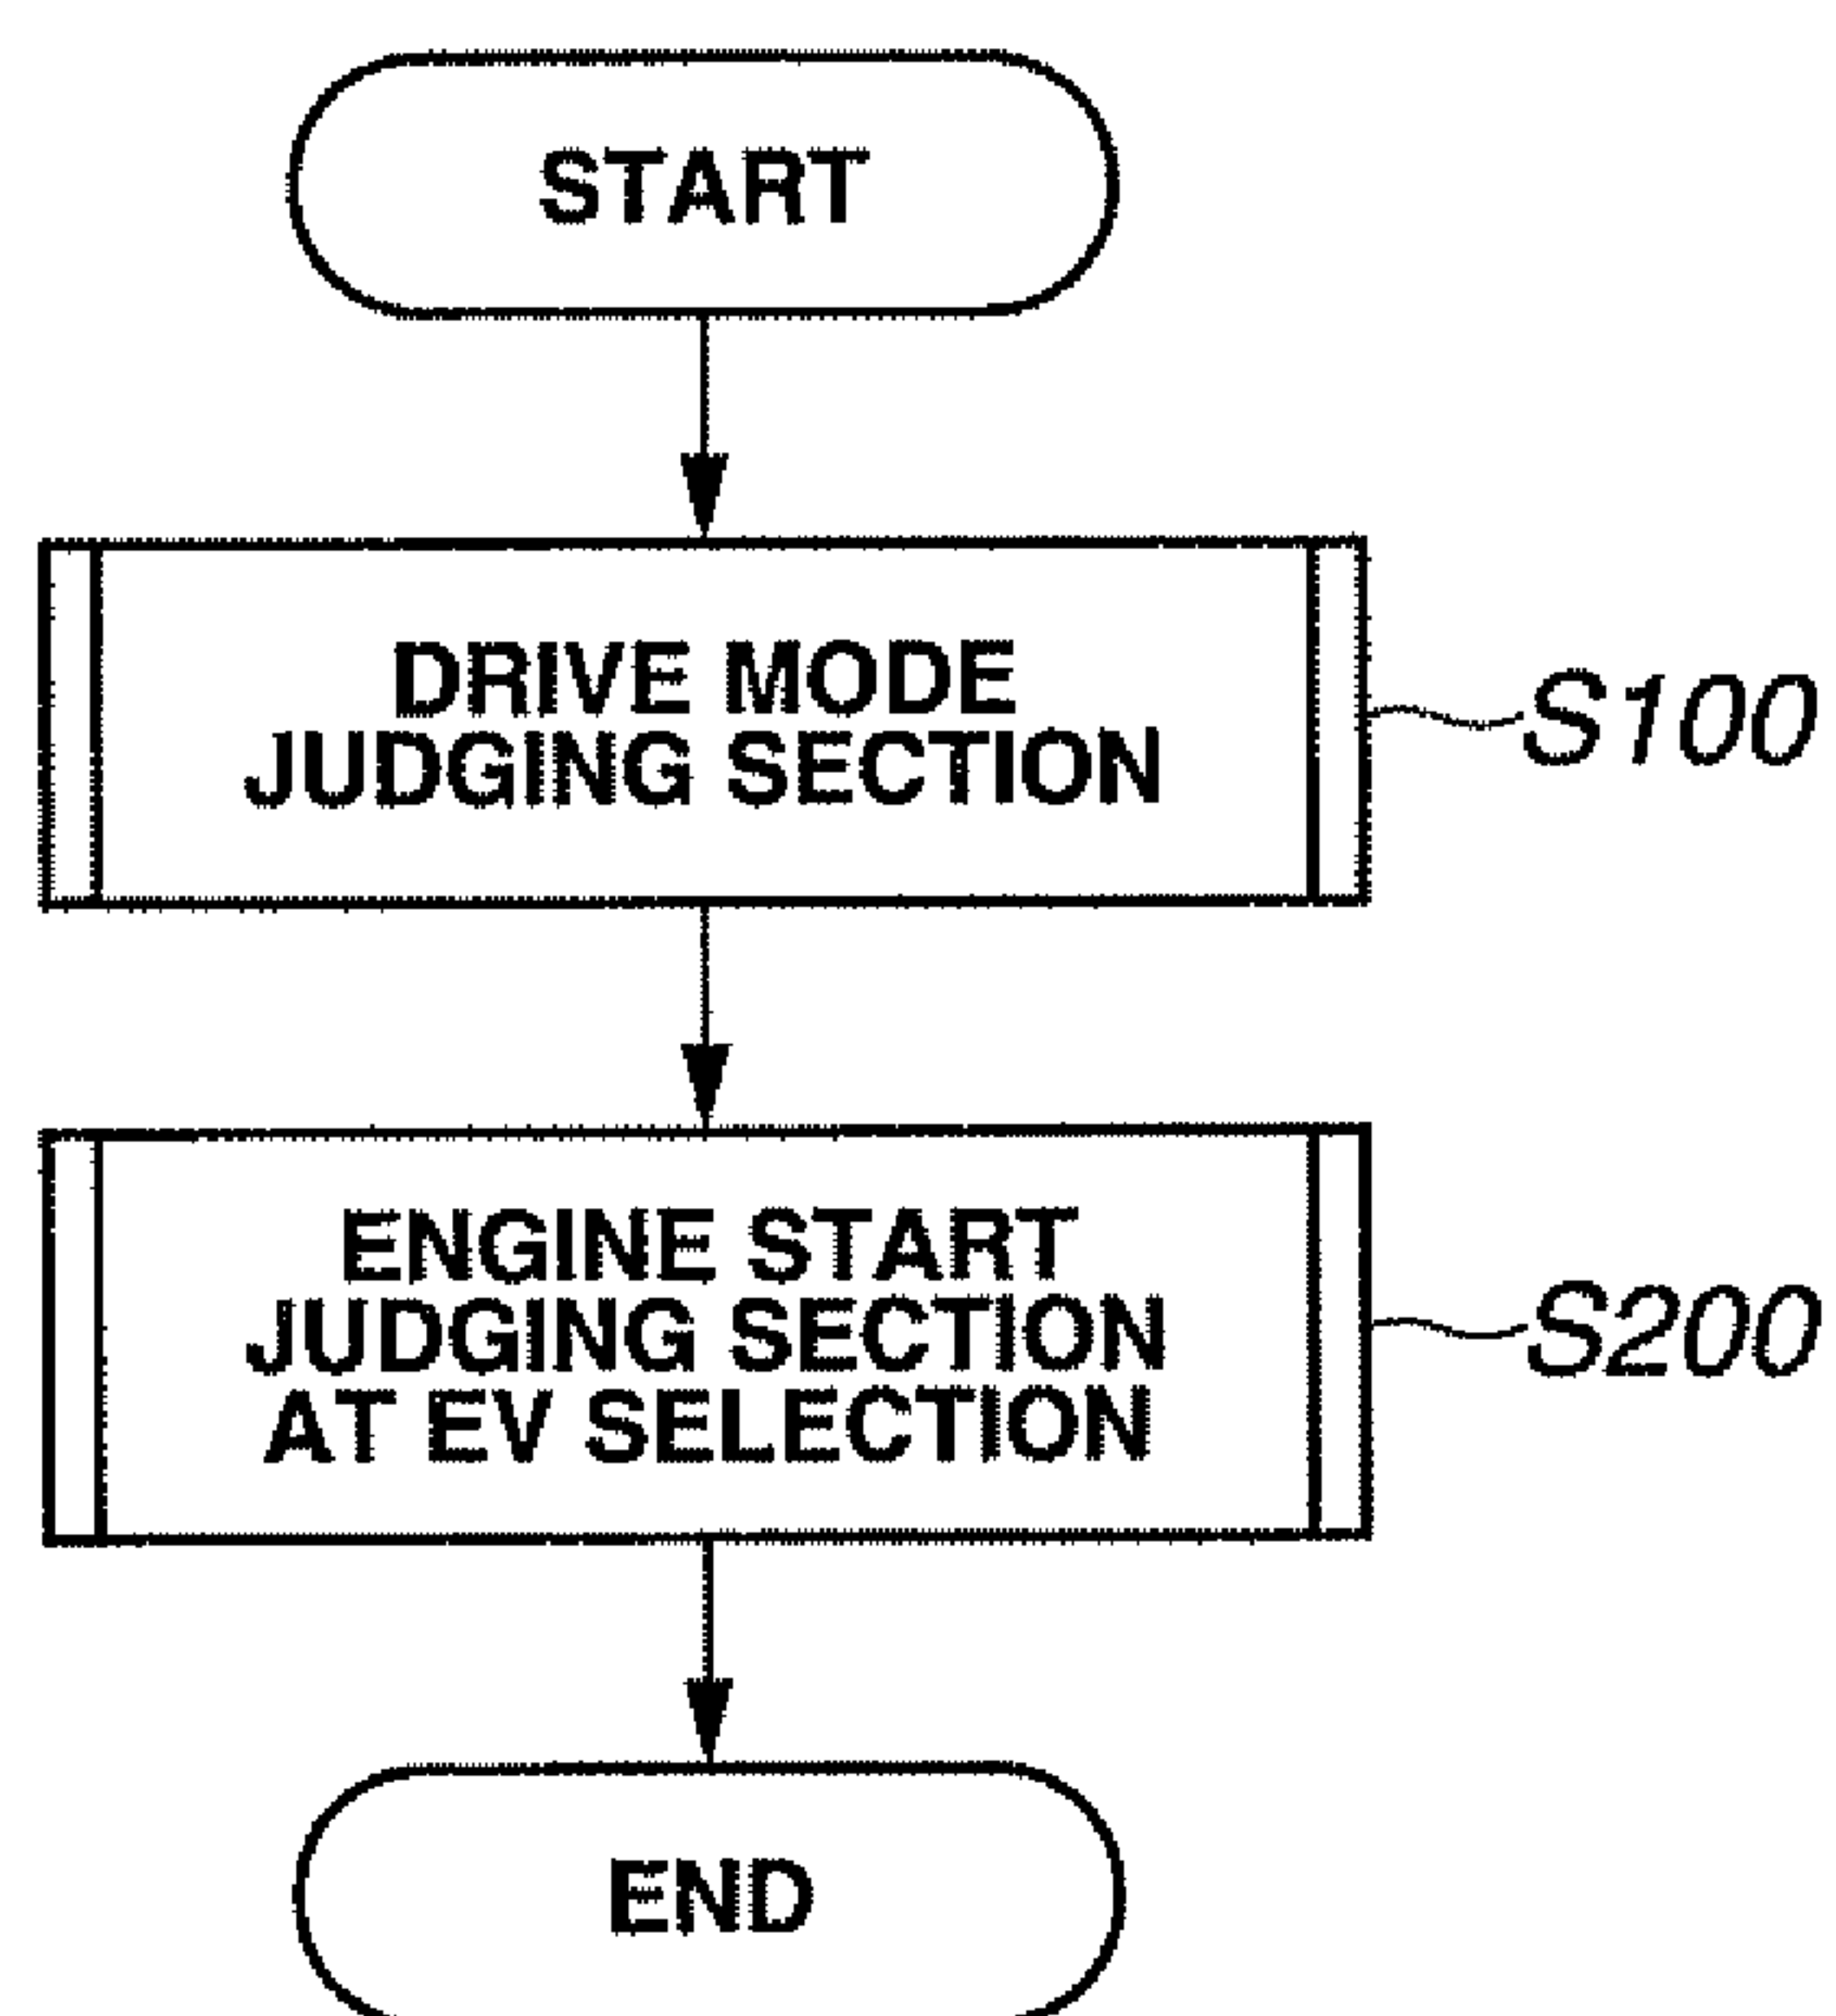 START
DRIVE MODE
JUDGING SECTION
S100
ENGINE START
JUDGING SECTION
AT EV SELECTION
S200
END